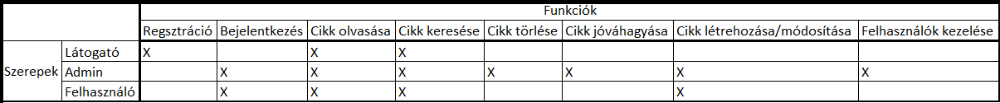 Funkciók
Regsztráció Bejelentkezés Cikk olvasása Cikk keresése Cikk törlése Cikk jóváhagyása Cikk létrehozása/módosítása Felhasználók kezelése
Szerepek
Látogató X X X
Admin X X X X X X X
Felhasználó X X X X